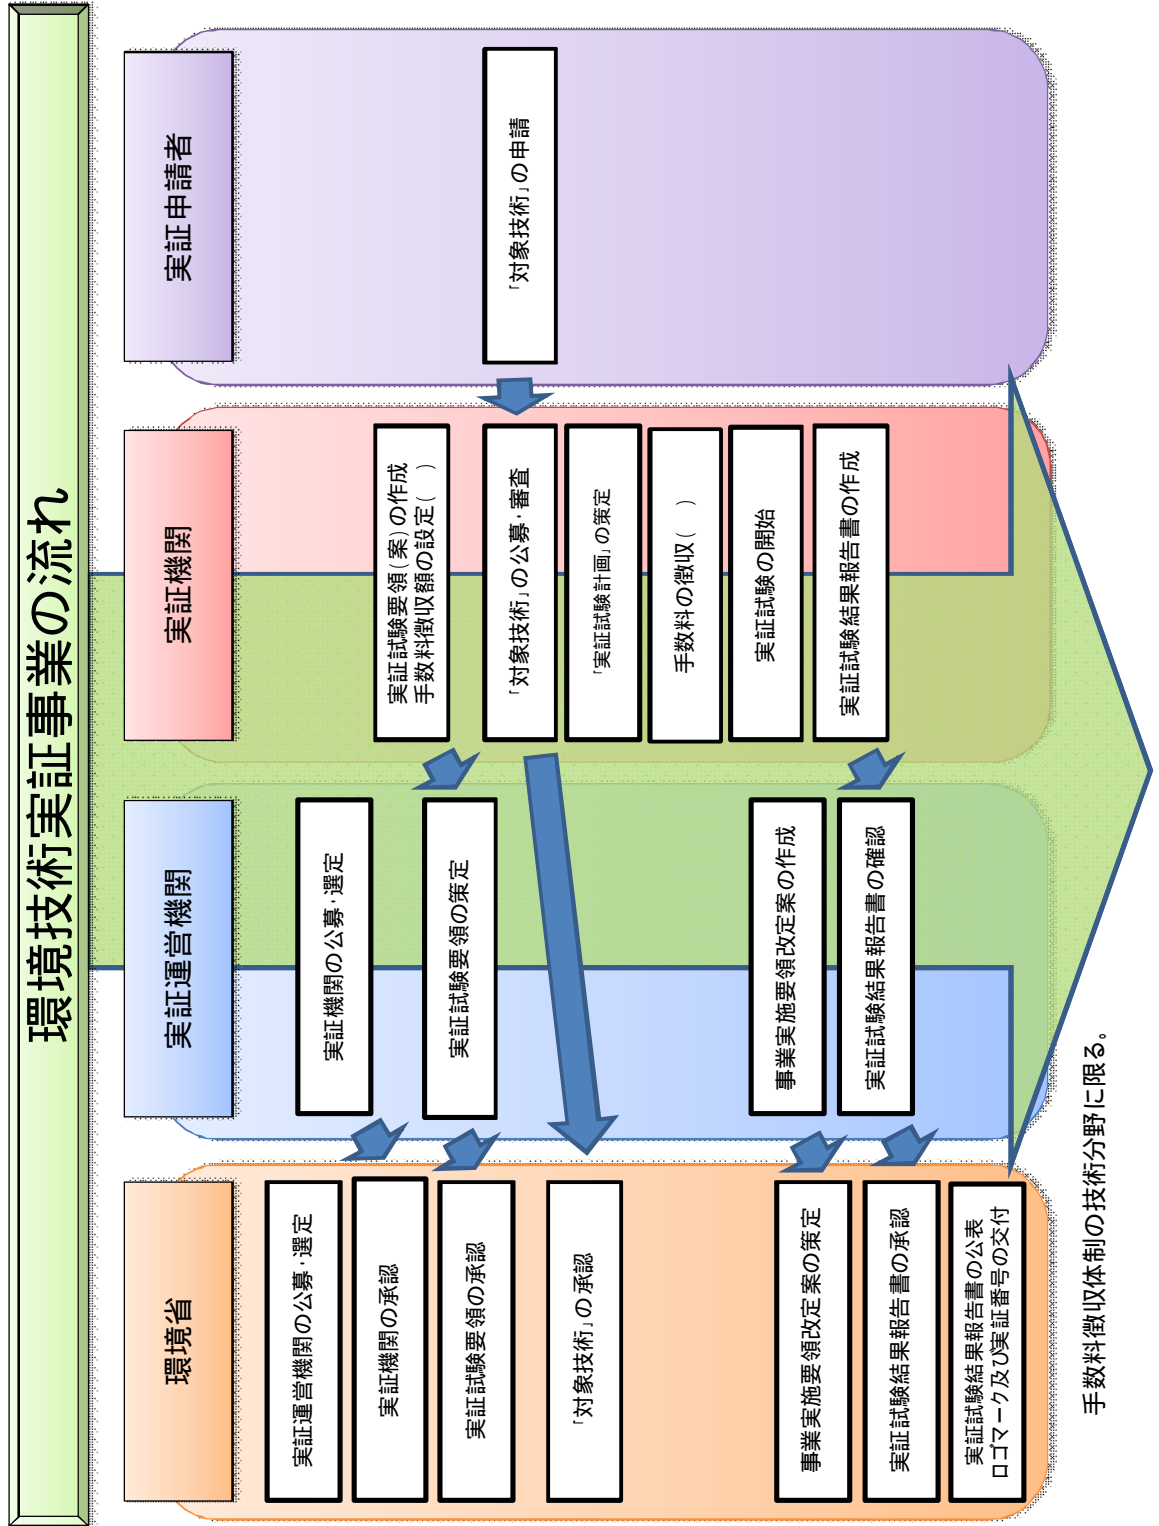 環境技術実証事業の流れ
環境省
実証運営機関の公募・選定
実証機関の承認
実証試験要領の承認
「対象技術」の承認
事業実施要領改定案の策定
実証試験結果報告書の承認
実証試験結果報告書の公表
ロゴマーク及び実証番号の交付
実証運営機関
実証機関の公募・選定
実証試験要領の策定
事業実施要領改定案の作成
実証試験結果報告書の確認
実証機関
実証試験要領(案)の作成
手数料徴収額の設定( )
「対象技術」の公募・審査
「実証試験計画」の策定
手数料の徴収( )
実証試験の開始
実証試験結果報告書の作成
実証申請者
「対象技術」の申請
手数料徴収体制の技術分野に限る。